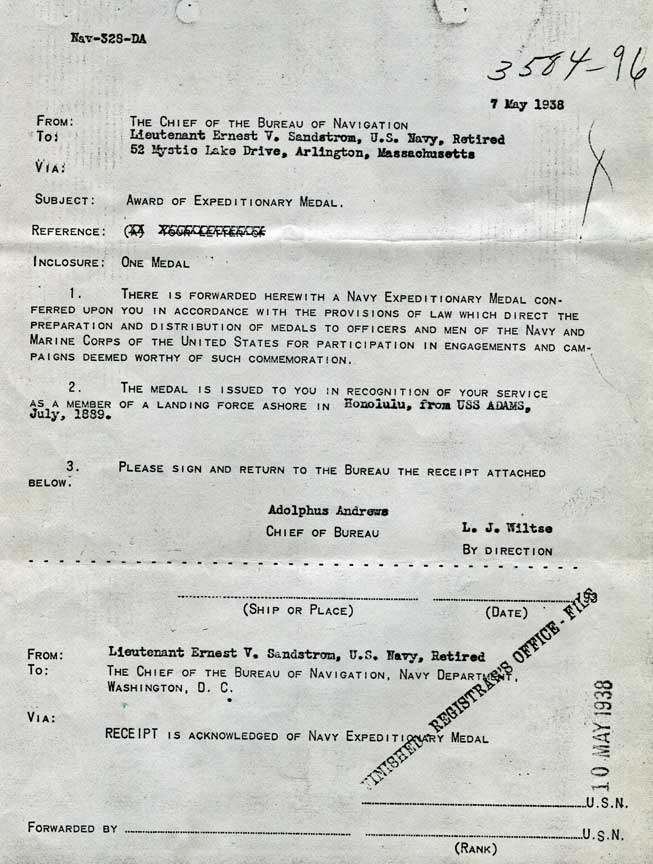 Nav-328-DA
3584-96
7 May 1938
FROM: THE CHIEF OF THE BUREAU OF NAVIGATION
To: Lieutenant Ernest V. Sandstrom, U.S. Navy, Retired
52 Mystic Lake Drive, Arlington, Massachusetts
VIA:
SUBJECT: AWARD OF EXPEDITIONARY MEDAL.
REFERENCE: (A) YOUR LETTER OF
INCLOSURE: ONE MEDAL
1. THERE IS FORWARDED HEREWITH A NAVY EXPEDITIONARY MEDAL CON-
FERRED UPON YOU IN ACCORDANCE WITH THE PROVISIONS OF LAW WHICH DIRECT THE
PREPARATION AND DISTRIBUTION OF MEDALS TO OFFICERS AND MEN OF THE NAVY AND
MARINE CORPS OF THE UNITED STATES FOR PARTICIPATION IN ENGAGEMENTS AND CAM-
PAIGNS DEEMED WORTHY OF SUCH COMMEMORATION.
2. THE MEDAL IS ISSUED TO YOU IN RECOGNITION OF YOUR SERVICE
AS A MEMBER OF A LANDING FORCE ASHORE IN Honolulu, from USS ADAMS,
July, 1889.
3. PLEASE SIGN AND RETURN TO THE BUREAU THE RECEIPT ATTACHED
BELOW.
Adolphus Andrews
CHIEF OF BUREAU
L. J. Wiltse
BY DIRECTION
(SHIP OR PLACE) (DATE)
FINISHED - REGISTRAR'S OFFICE - FILE
FROM: Lieutenant Ernest V. Sandstrom, U.S. Navy, Retired
TO: THE CHIEF OF THE BUREAU OF NAVIGATION, NAVY DEPARTMENT,
WASHINGTON, D. C.
VIA:
RECEIPT IS ACKNOWLEDGED OF NAVY EXPEDITIONARY MEDAL
10 MAY 1938
U.S.N.
FORWARDED BY U.S.N.
(RANK)